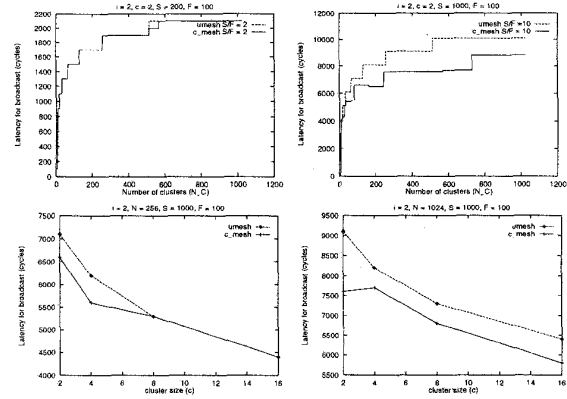 i = 2, c = 2, S = 200, F = 100
umesh S/F = 2
c_mesh S/F = 2
Latency for broadcast (cycles)
2200
2000
1800
1600
1400
1200
1000
800
600
400
200
0
0 200 400 600 800 1000 1200
Number of clusters (N_C)
i = 2, c = 2, S = 1000, F = 100
umesh S/F = 10
c_mesh S/F = 10
Latency for broadcast (cycles)
10000
8000
6000
4000
2000
0
0 200 400 600 800 1000 1200
Number of clusters (N_C)
i = 2, N = 256, S = 1000, F = 100
umesh
c_mesh
Latency for broadcast (cycles)
7500
7000
6500
6000
5500
5000
4500
4000
2 4 6 8 10 12 14 16
cluster size (c)
i = 2, N = 1024, S = 1000, F = 100
umesh
c_mesh
Latency for broadcast (cycles)
9500
9000
8500
8000
7500
7000
6500
6000
5500
2 4 6 8 10 12 14 16
cluster size (c)